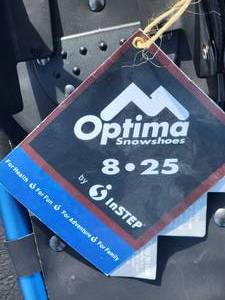 Optima
Snowshoes
8•25
by InSTEP
For Health For Fun For Adventure For Family